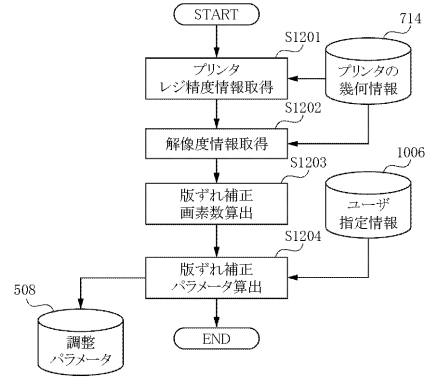 START
S1201
プリンタ
レジ精度情報取得
714
プリンタの
幾何情報
S1202
解像度情報取得
S1203
版ずれ補正
画素数算出
1006
ユーザ
指定情報
S1204
版ずれ補正
パラメータ算出
508
調整
パラメータ
END